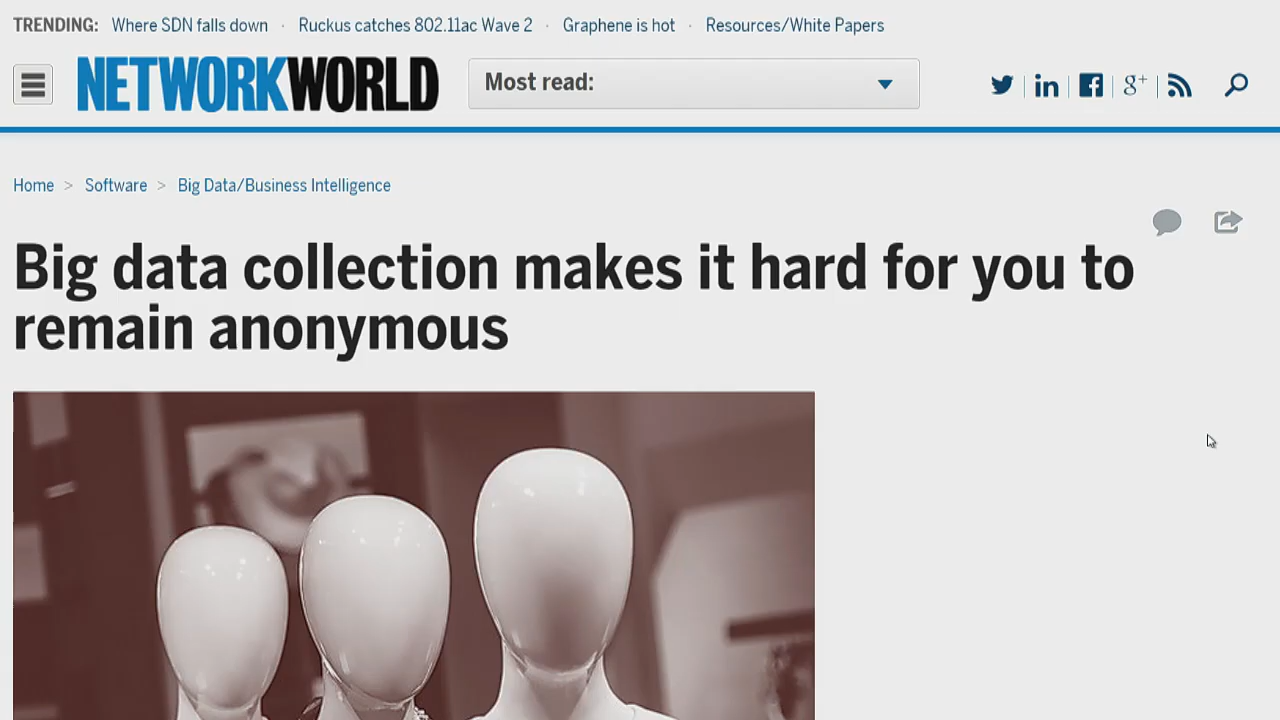 TRENDING: Where SDN falls down · Ruckus catches 802.11ac Wave 2 · Graphene is hot · Resources/White Papers
NETWORKWORLD
Most read:
in
g+
Home > Software > Big Data/Business Intelligence
Big data collection makes it hard for you to
remain anonymous